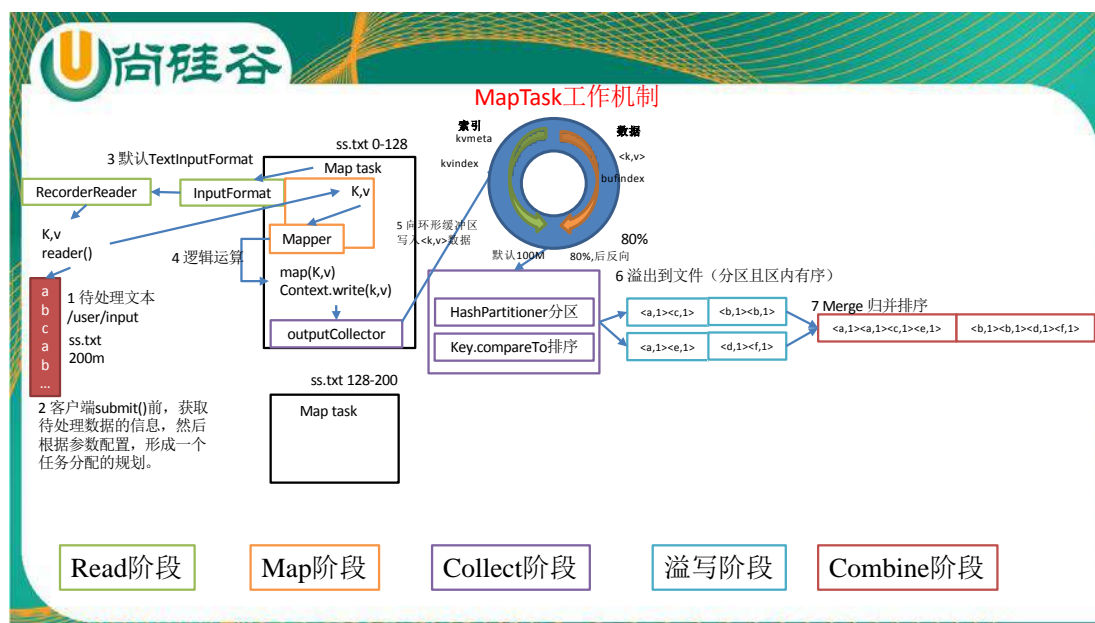 尚硅谷
MapTask工作机制
索引
kvmeta
kvindex
数据
<k,v>
bufindex
ss.txt 0-128
3 默认TextInputFormat
Map task
RecorderReader
InputFormat
K,v
K,v
reader()
Mapper
4 逻辑运算
map(K,v)
Context.write(k,v)
outputCollector
5 向环形缓冲区
写入<k,v>数据
默认100M
80%,后反向
80%
a
b
c
a
b
...
1 待处理文本
/user/input
ss.txt
200m
2 客户端submit()前，获取
待处理数据的信息，然后
根据参数配置，形成一个
任务分配的规划。
ss.txt 128-200
Map task
HashPartitioner分区
Key.compareTo排序
6 溢出到文件（分区且区内有序）
<a,1><c,1>
<b,1><b,1>
<a,1><e,1>
<d,1><f,1>
7 Merge 归并排序
<a,1><a,1><c,1><e,1>
<b,1><b,1><d,1><f,1>
Read阶段
Map阶段
Collect阶段
溢写阶段
Combine阶段